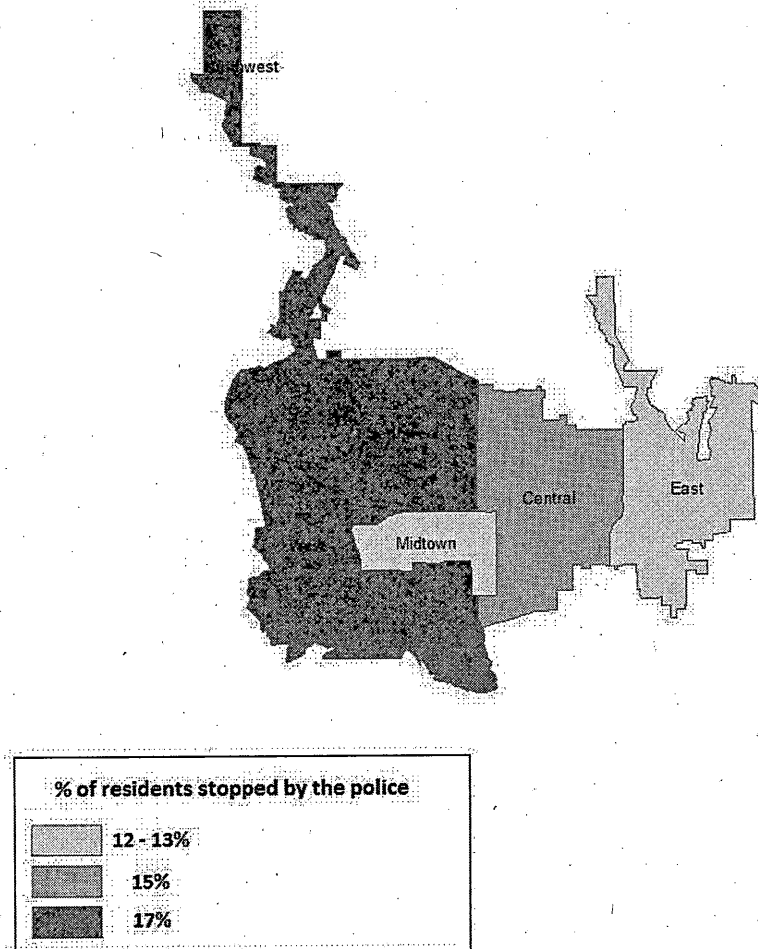 Central
East
Midtown
% of residents stopped by the police
12 - 13%
15%
17%